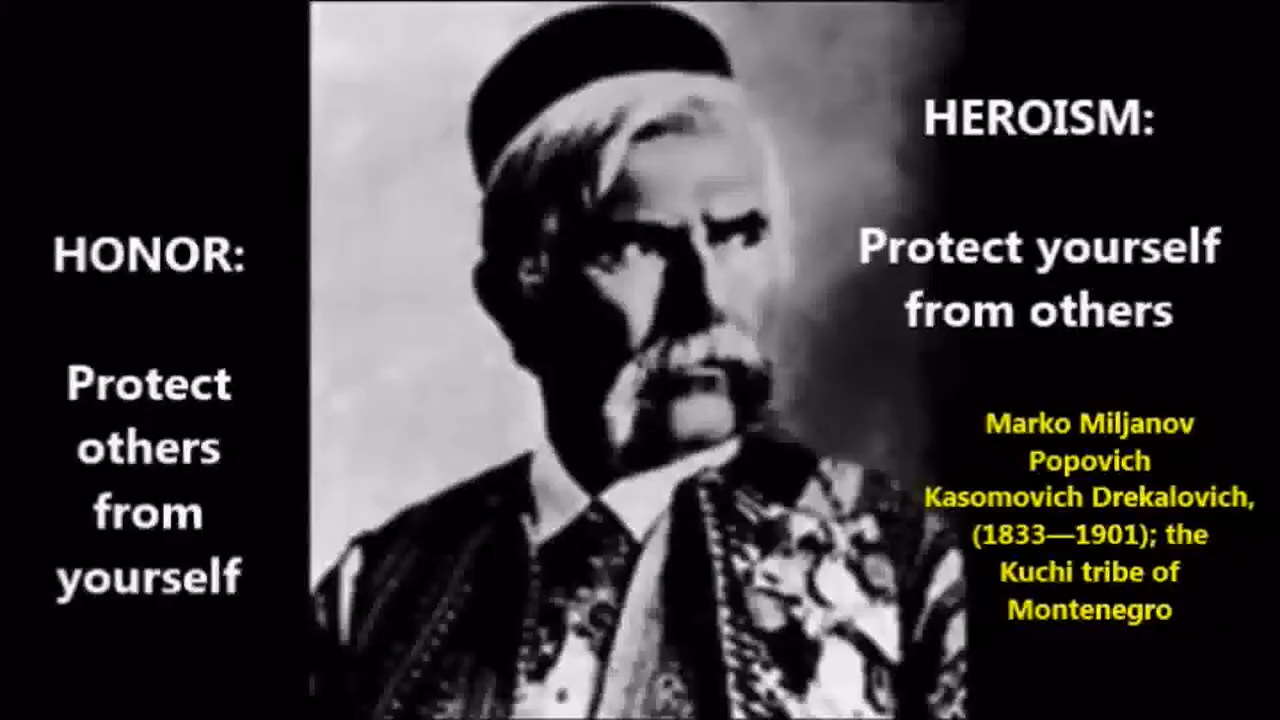 HONOR:
Protect
others
from
yourself
HEROISM:
Protect yourself
from others
Marko Miljanov
Popovich
Kasomovich Drekalovich,
(1833—1901); the
Kuchi tribe of
Montenegro